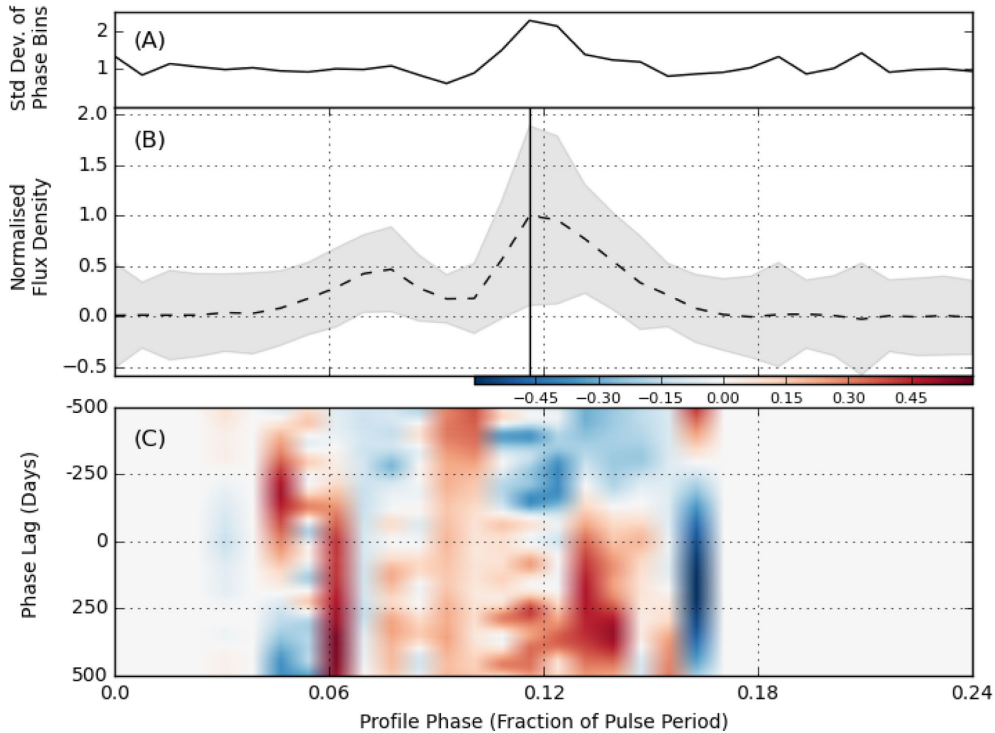 Std Dev. of
Phase Bins
2
1
(A)
Normalised
Flux Density
2.0
1.5
1.0
0.5
0.0
−0.5
(B)
−0.45 −0.30 −0.15 0.00 0.15 0.30 0.45
Phase Lag (Days)
-500
-250
0
250
500
(C)
0.0 0.06 0.12 0.18 0.24
Profile Phase (Fraction of Pulse Period)